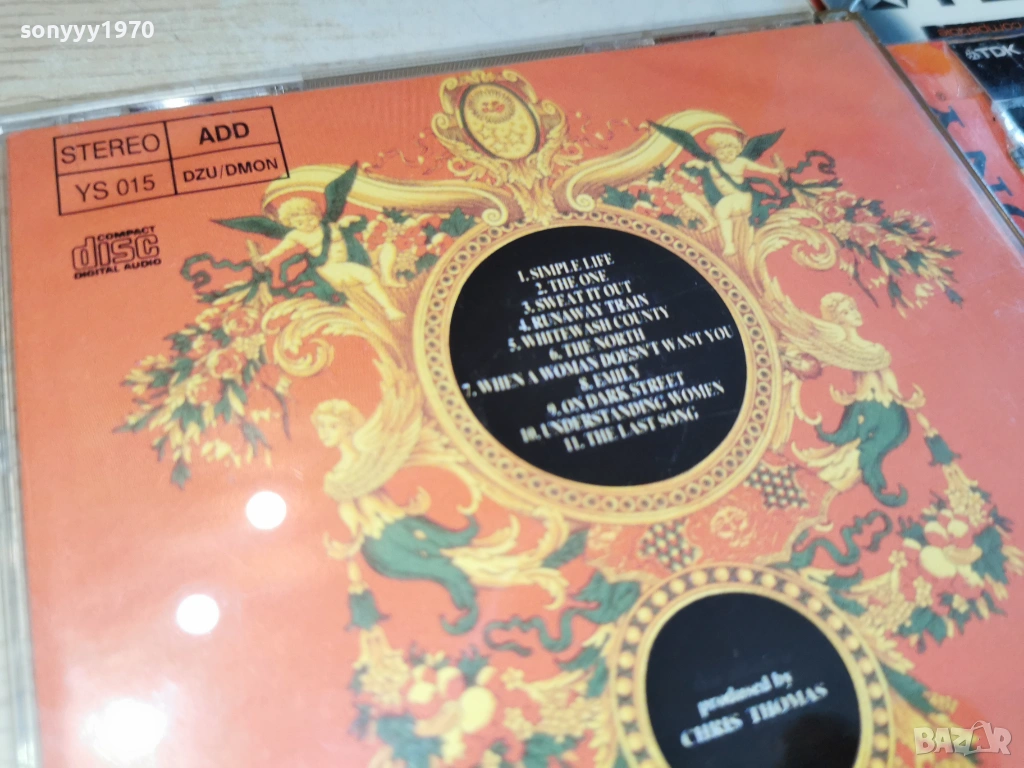 sonyyy1970
STEREO
ADD
YS 015
DZU/DMON
COMPACT
disc
DIGITAL AUDIO
TDK
1. SIMPLE LIFE
2. THE ONE
3. SWEAT IT OUT
4. RUNAWAY TRAIN
5. WHITEWASH COUNTY
6. THE NORTH
7. WHEN A WOMAN DOESN'T WANT YOU
8. EMILY
9. ON DARK STREET
10. UNDERSTANDING WOMEN
11. THE LAST SONG
produced by
CHRIS THOMAS
BAZAR